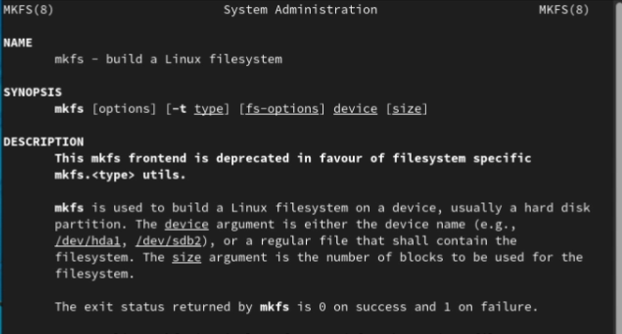 MKFS(8) System Administration MKFS(8)
NAME
mkfs - build a Linux filesystem
SYNOPSIS
mkfs [options] [-t type] [fs-options] device [size]
DESCRIPTION
This mkfs frontend is deprecated in favour of filesystem specific
mkfs.<type> utils.
mkfs is used to build a Linux filesystem on a device, usually a hard disk
partition. The device argument is either the device name (e.g.,
/dev/hda1, /dev/sdb2), or a regular file that shall contain the
filesystem. The size argument is the number of blocks to be used for the
filesystem.
The exit status returned by mkfs is 0 on success and 1 on failure.